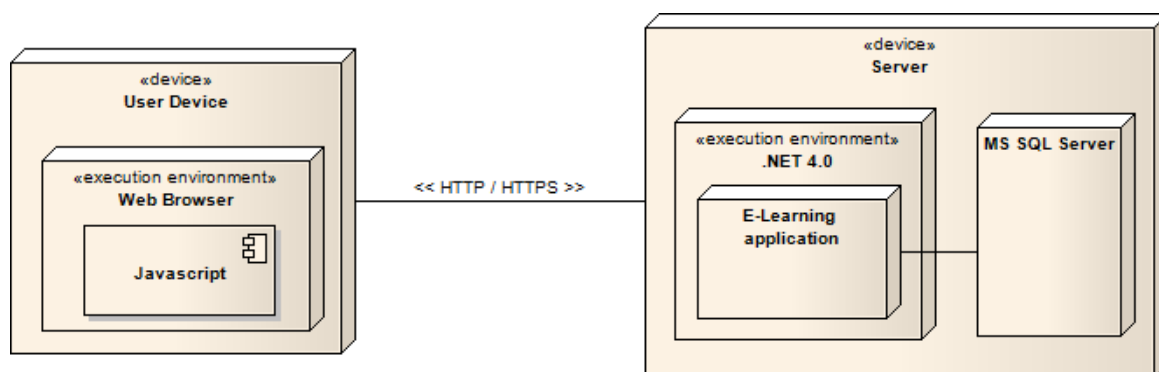 «device»
User Device
«execution environment»
Web Browser
Javascript
<< HTTP / HTTPS >>
«device»
Server
«execution environment»
.NET 4.0
E-Learning
application
MS SQL Server